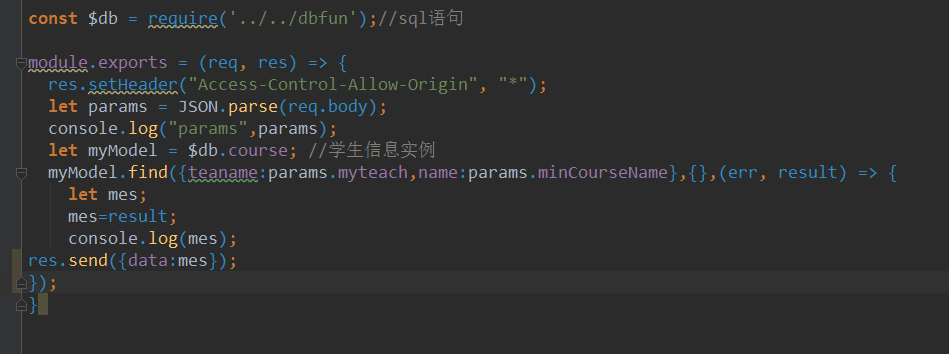 const $db = require('../../dbfun');//sql语句
module.exports = (req, res) => {
res.setHeader("Access-Control-Allow-Origin", "*");
let params = JSON.parse(req.body);
console.log("params",params);
let myModel = $db.course; //学生信息实例
myModel.find({teaname:params.myteach,name:params.minCourseName},{},(err, result) => {
let mes;
mes=result;
console.log(mes);
res.send({data:mes});
});
}